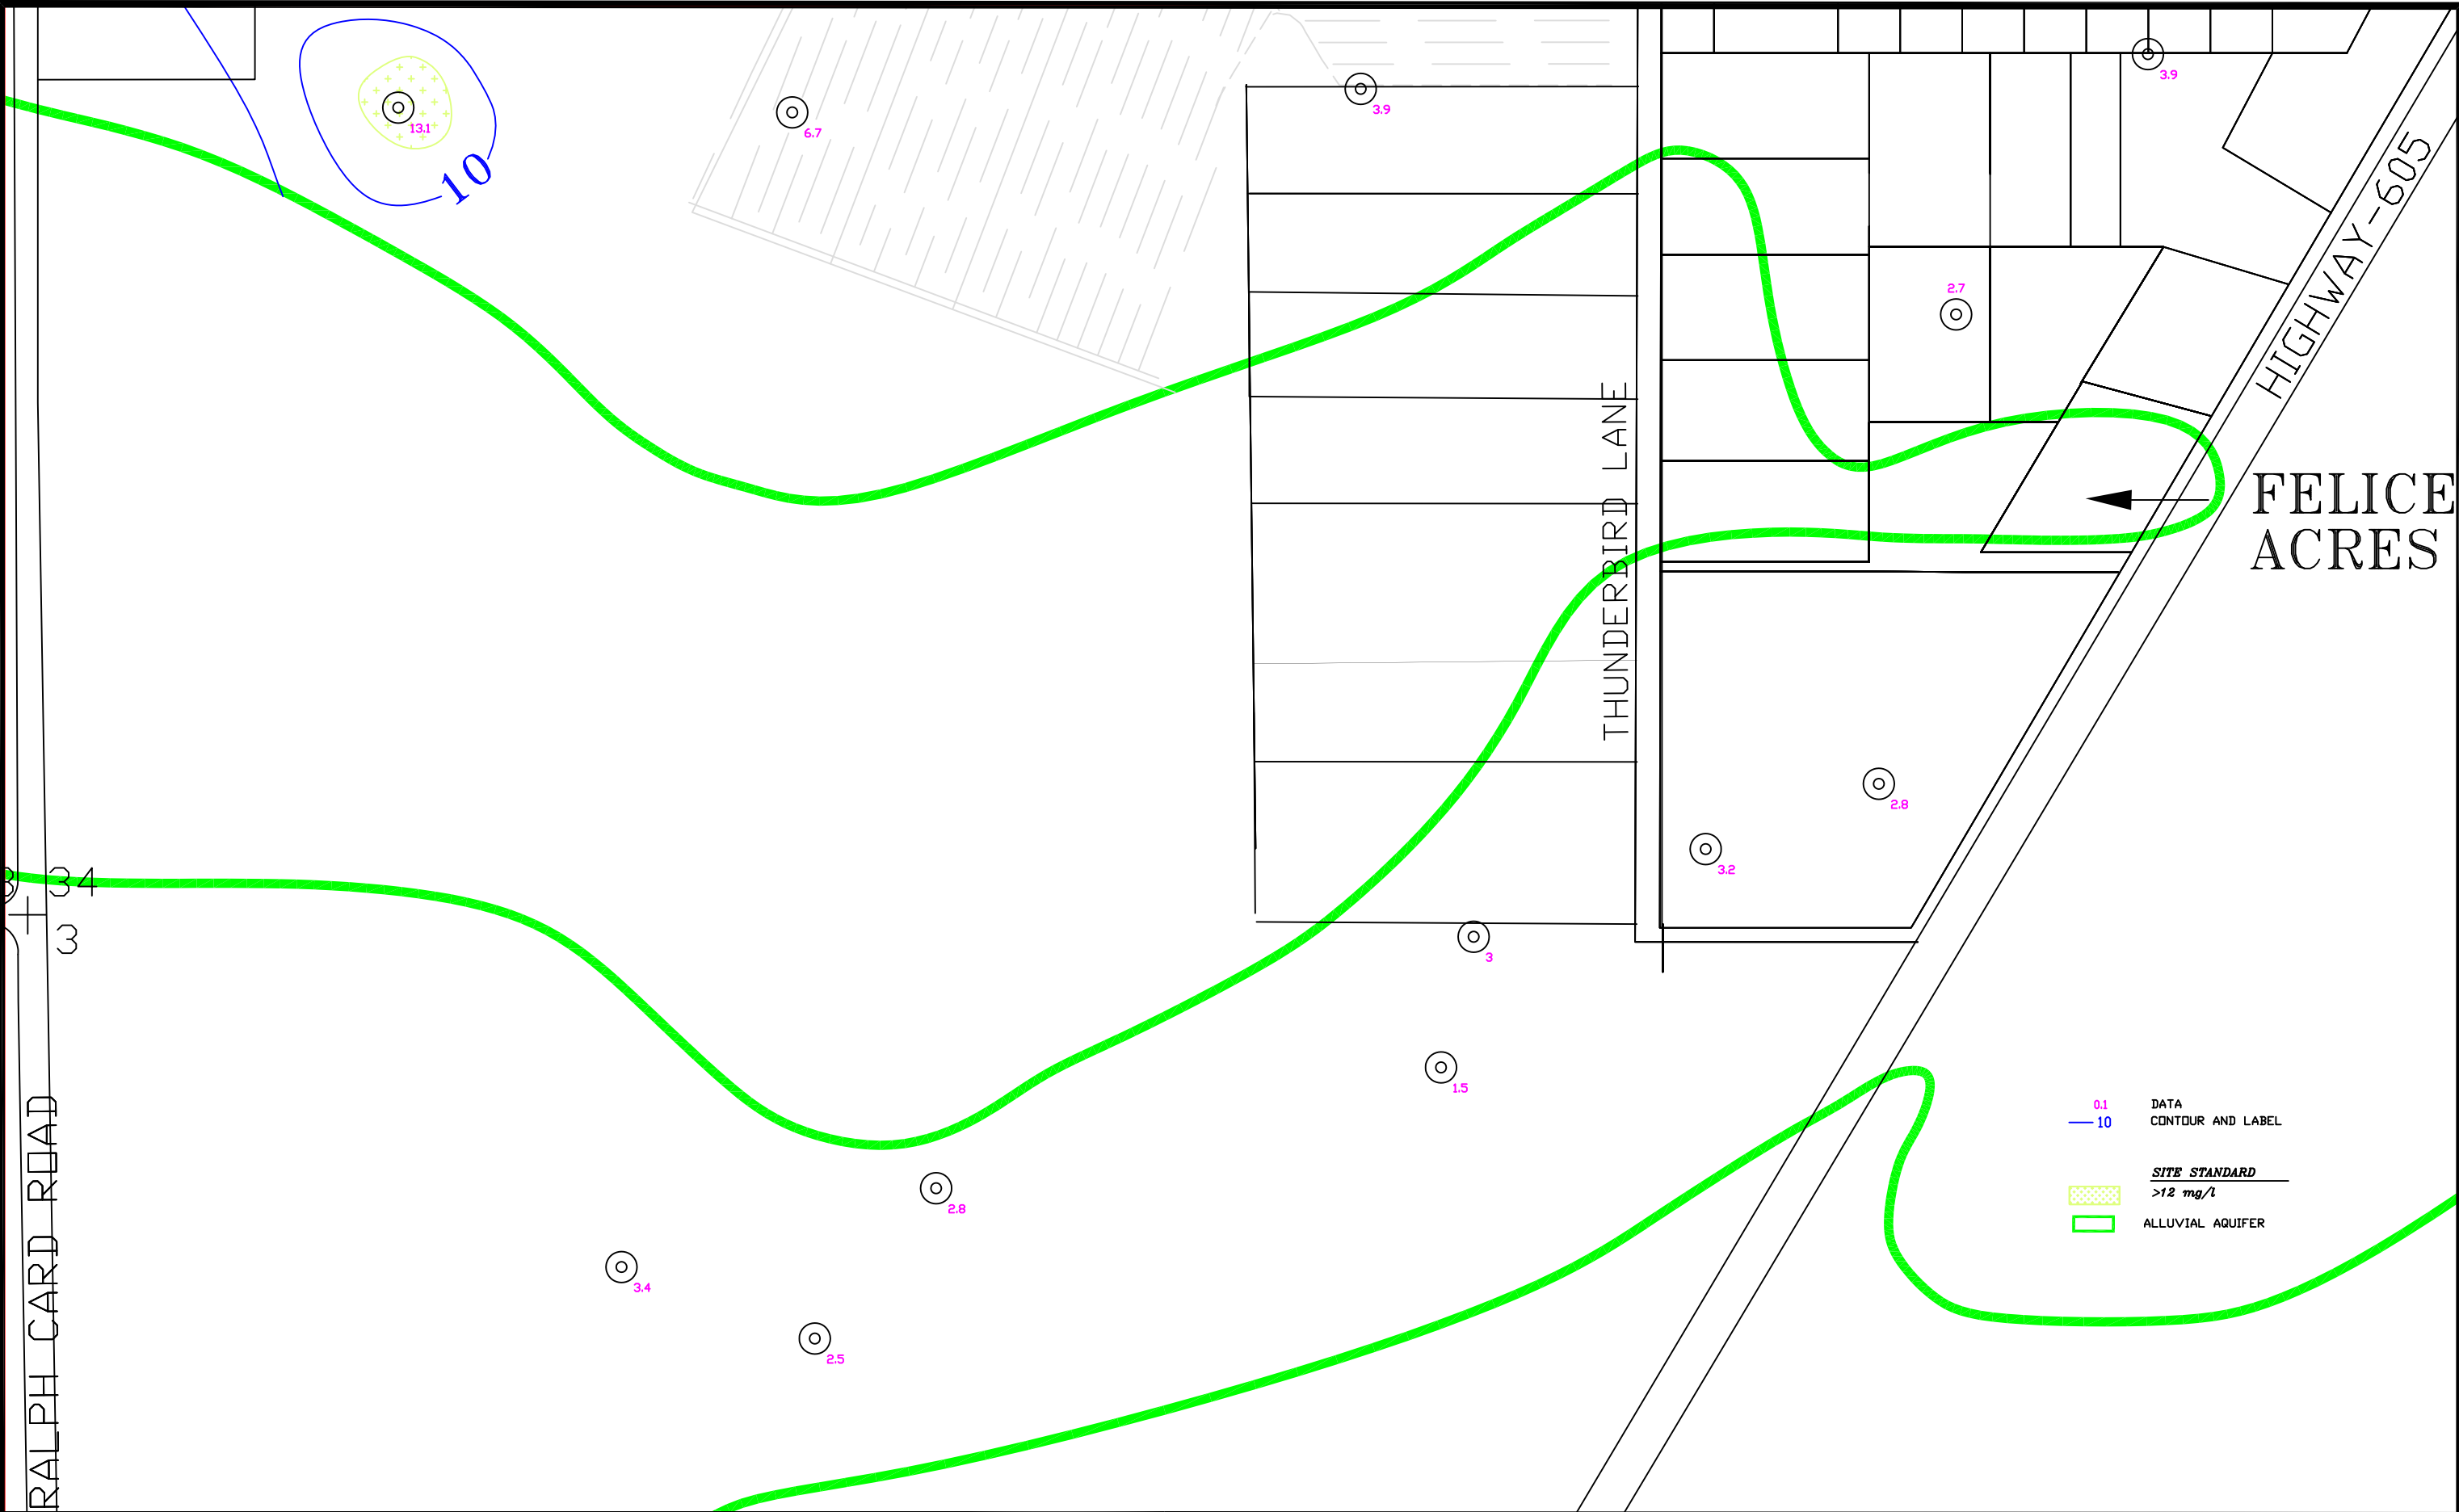 3.9
3.9
13.1
6.7
10
HIGHWAY-605
2.7
THUNDERBIRD LANE
FELICE
ACRES
2.8
3.2
34
3
3
1.5
RALPH CARD ROAD
0.1 DATA
10 CONTOUR AND LABEL
SITE STANDARD
>12 mg/l
ALLUVIAL AQUIFER
2.8
3.4
2.5